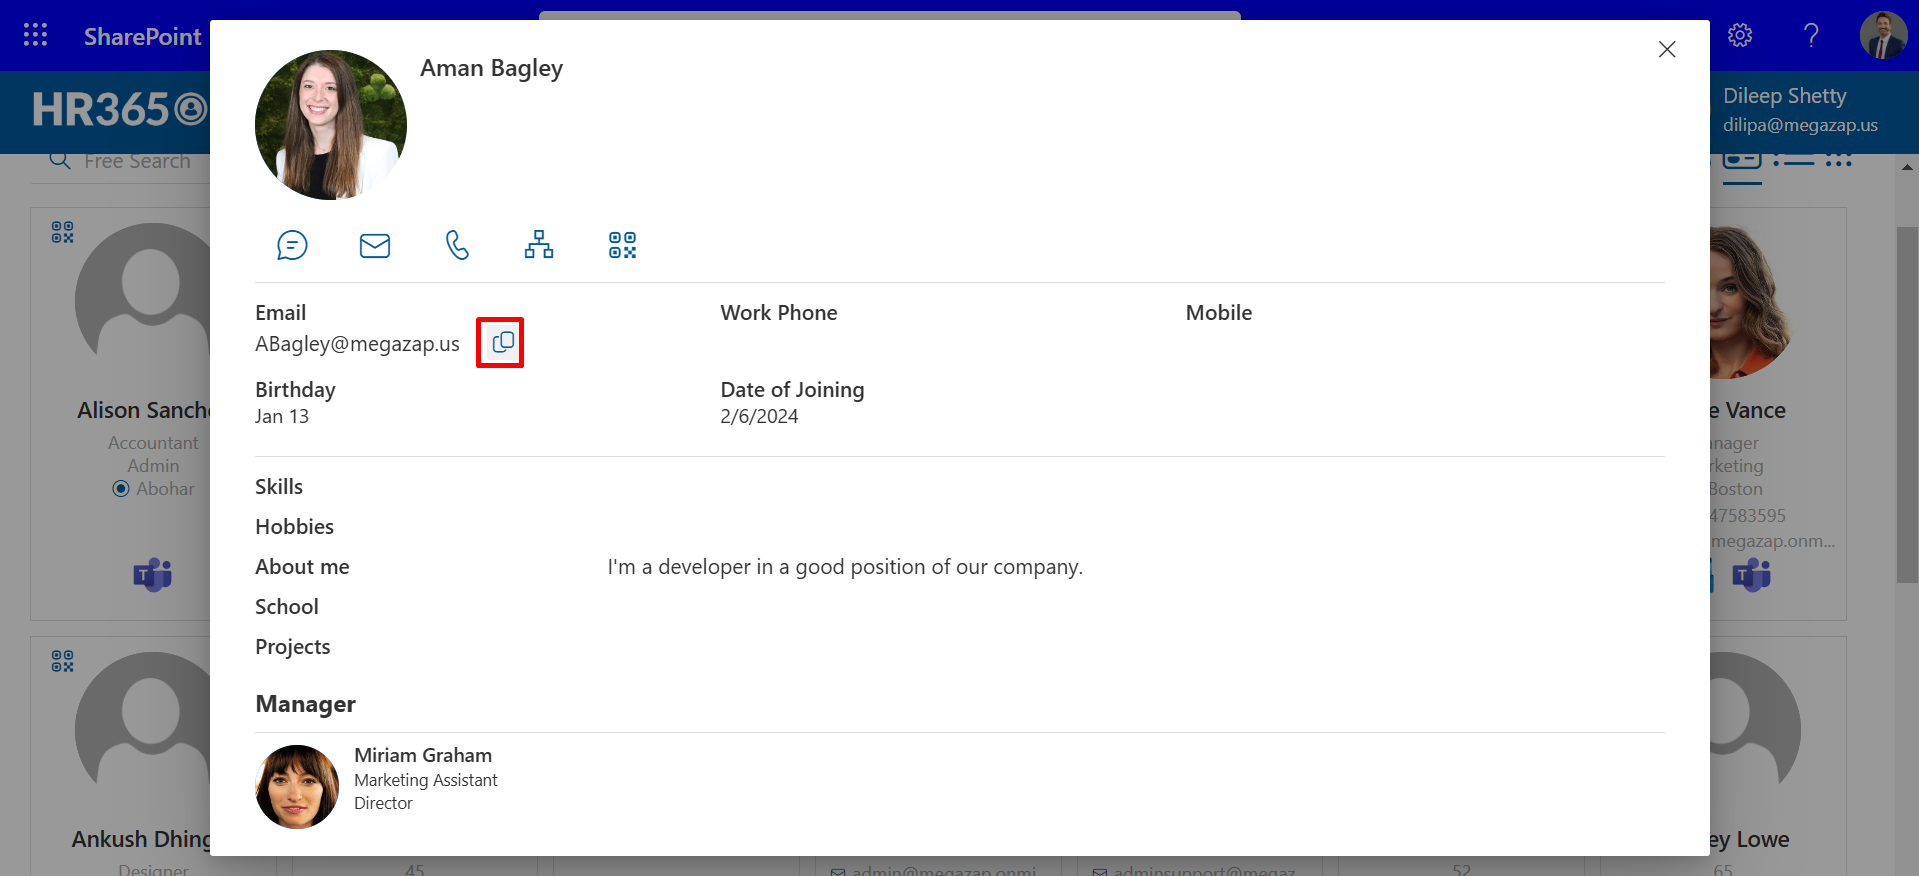 SharePoint
HR365
Dileep Shetty
dilipa@megazap.us
Free Search
Aman Bagley
Email
ABagley@megazap.us
Work Phone
Mobile
Birthday
Jan 13
Date of Joining
2/6/2024
Skills
Hobbies
About me
I'm a developer in a good position of our company.
School
Projects
Manager
Miriam Graham
Marketing Assistant
Director
Alison Sanch
Accountant
Admin
Abohar
e Vance
nager
rketing
Boston
47583595
megazap.onm...
Ankush Dhing
Designer
45
admin@megazap.onmi
adminsupport@megaz
52
ey Lowe
65